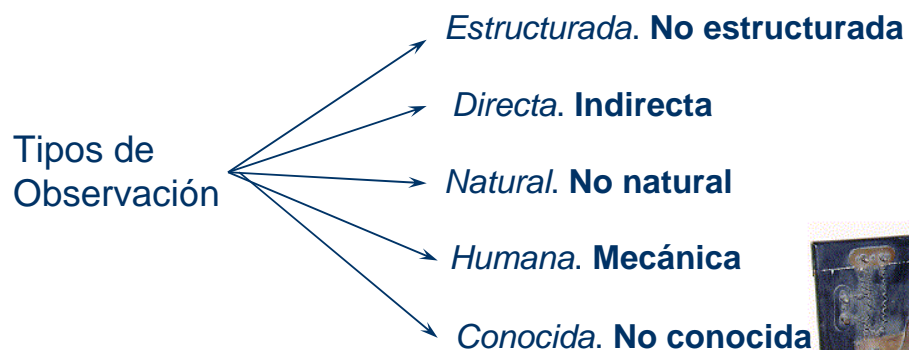 Estructurada. No estructurada
Directa. Indirecta
Tipos de
Observación
Natural. No natural
Humana. Mecánica
Conocida. No conocida